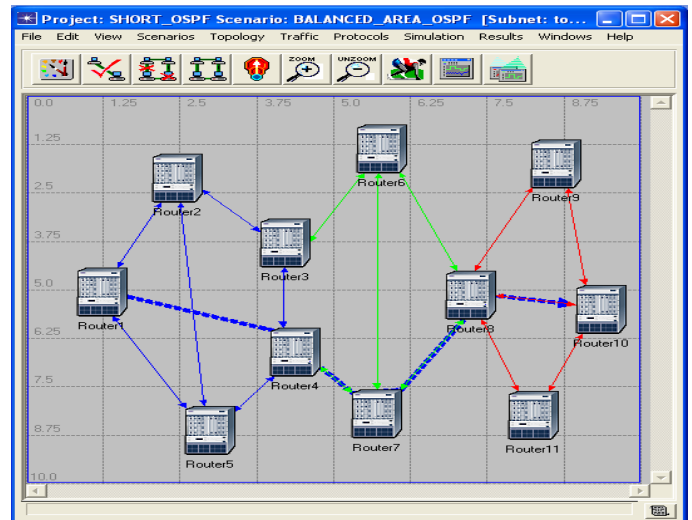 Project: SHORT_OSPF Scenario: BALANCED_AREA_OSPF [Subnet: to...
File Edit View Scenarios Topology Traffic Protocols Simulation Results Windows Help
ZOOM UNZOOM
0.0 1.25 2.5 3.75 5.0 6.25 7.5 8.75
1.25
Router6
Router9
2.5
Router2
3.75
Router3
5.0
Router1
Router8
6.25
Router10
7.5
Router4
8.75
Router7
Router11
Router5
10.0